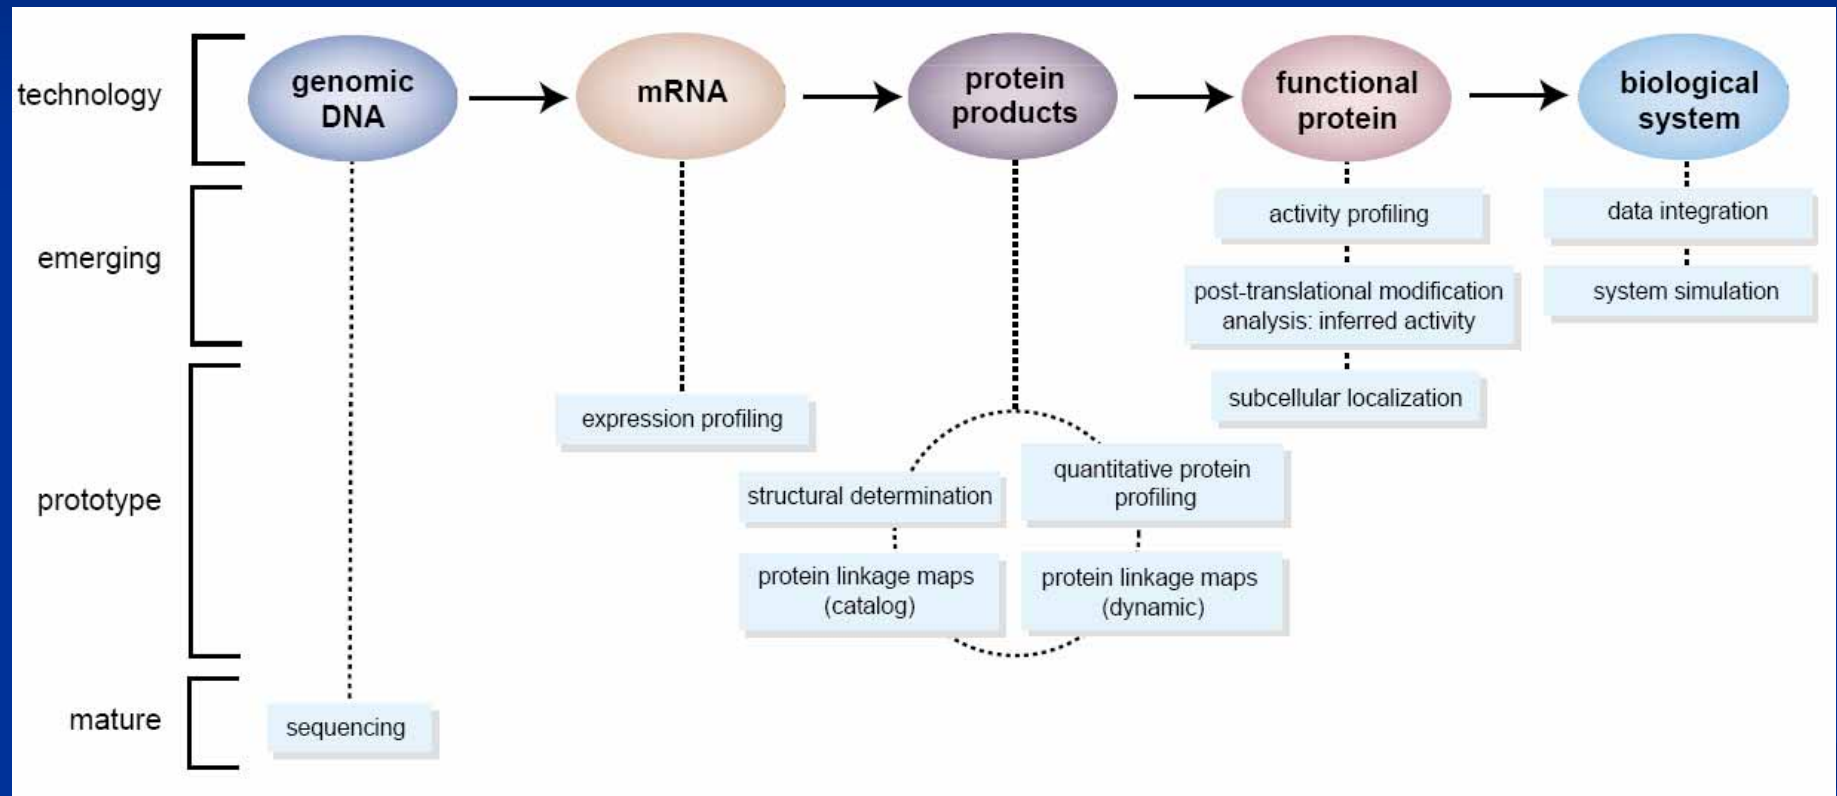 technology
genomic
DNA
mRNA
protein
products
functional
protein
biological
system
emerging
activity profiling
data integration
post-translational modification
analysis: inferred activity
system simulation
prototype
expression profiling
subcellular localization
structural determination
quantitative protein
profiling
protein linkage maps
(catalog)
protein linkage maps
(dynamic)
mature
sequencing